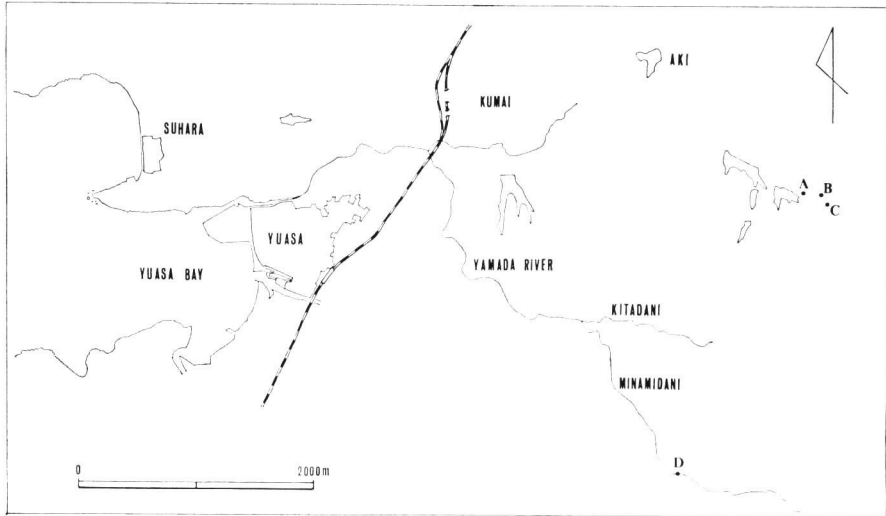 AKI
KUMAI
SUHARA
A
B
C
YUASA
YUASA BAY
YAMADA RIVER
KITADANI
MINAMIDANI
D
0 2000m